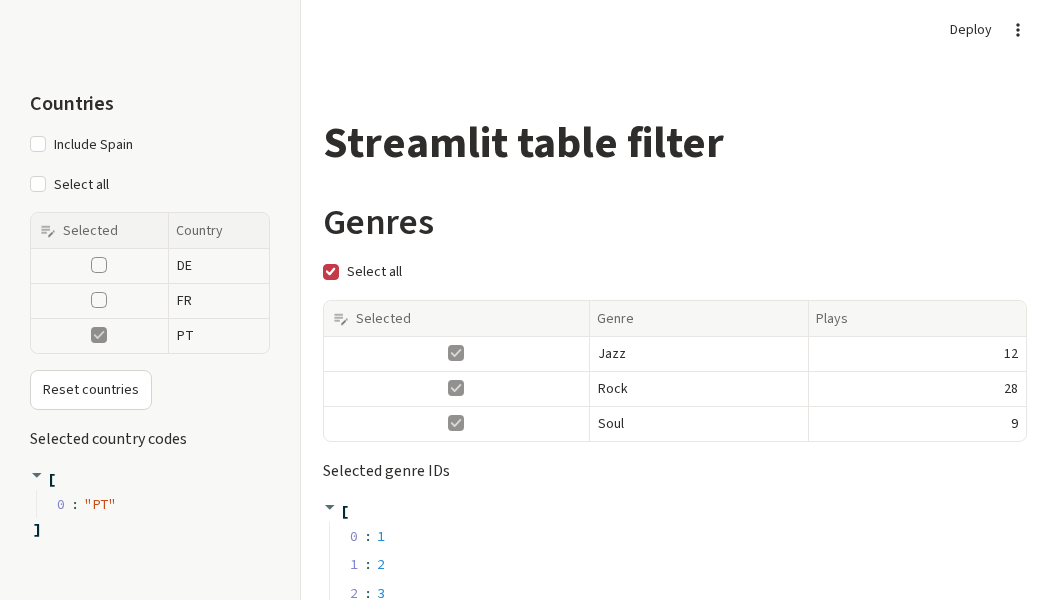 Deploy
Countries
Include Spain
Select all
Selected Country
DE
FR
PT
Reset countries
Selected country codes
[
0 : "PT"
]
Streamlit table filter
Genres
Select all
Selected Genre Plays
Jazz 12
Rock 28
Soul 9
Selected genre IDs
[
0 : 1
1 : 2
2 : 3